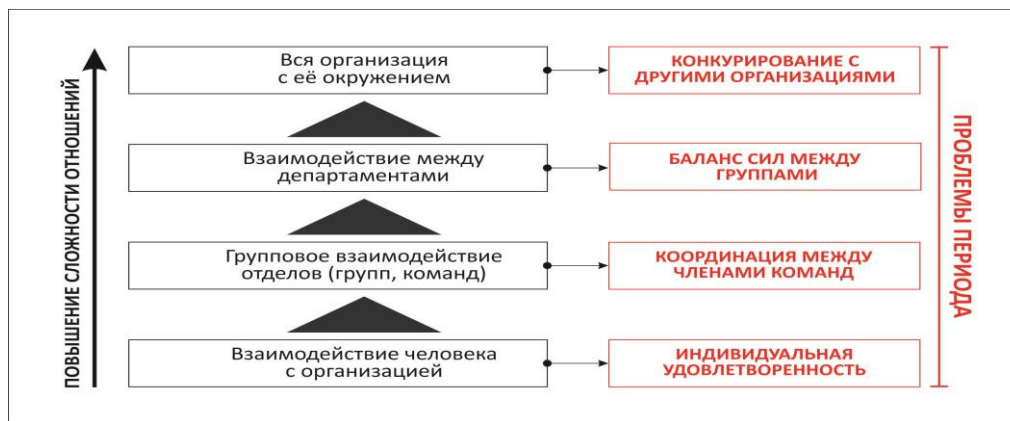 ПОВЫШЕНИЕ СЛОЖНОСТИ ОТНОШЕНИЙ
Вся организация
с её окружением
КОНКУРИРОВАНИЕ С
ДРУГИМИ ОРГАНИЗАЦИЯМИ
Взаимодействие между
департаментами
БАЛАНС СИЛ МЕЖДУ
ГРУППАМИ
Групповое взаимодействие
отделов (групп, команд)
КООРДИНАЦИЯ МЕЖДУ
ЧЛЕНАМИ КОМАНД
Взаимодействие человека
с организацией
ИНДИВИДУАЛЬНАЯ
УДОВЛЕТВОРЕННОСТЬ
ПРОБЛЕМЫ ПЕРИОДА